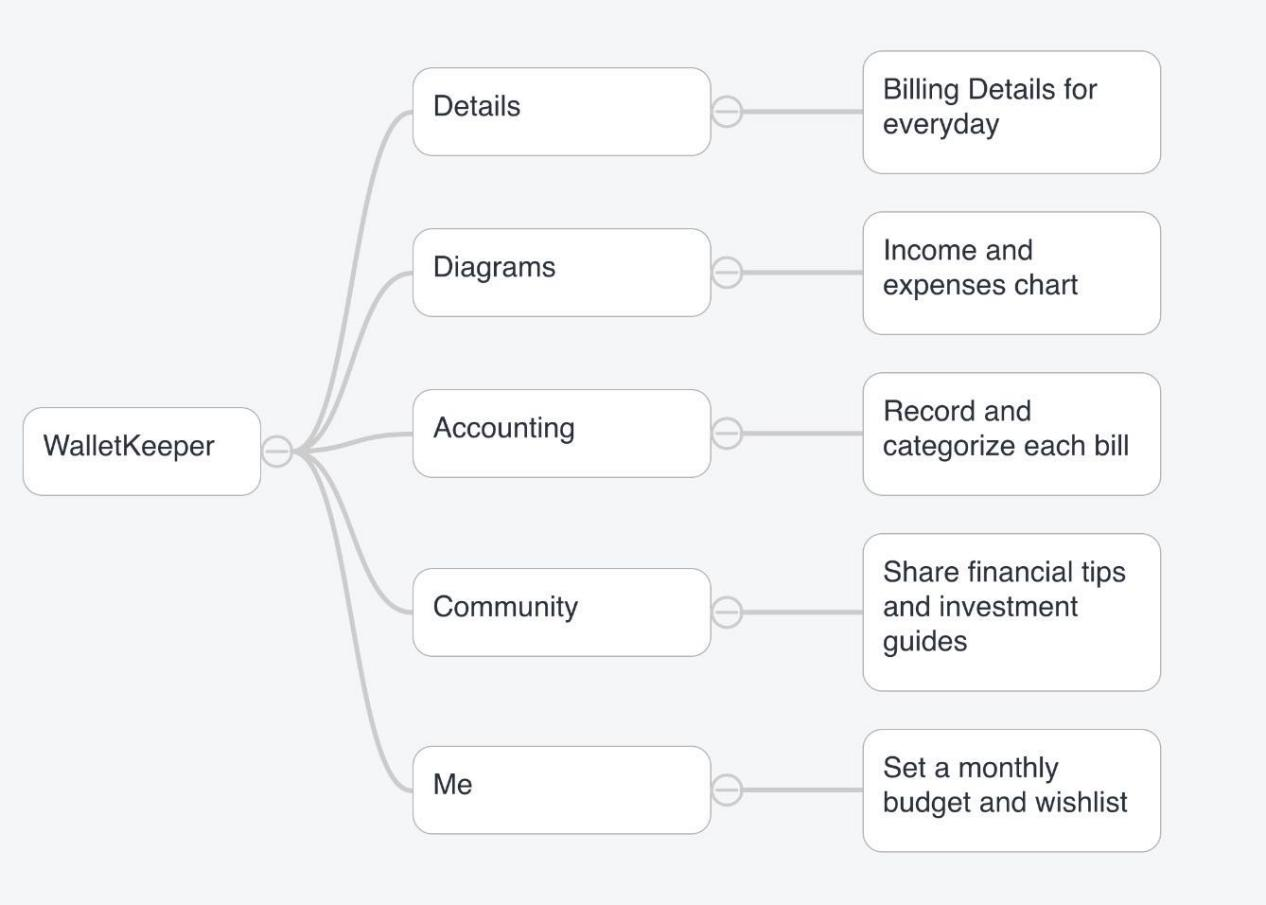 WalletKeeper
Details
Billing Details for
everyday
Diagrams
Income and
expenses chart
Accounting
Record and
categorize each bill
Community
Share financial tips
and investment
guides
Me
Set a monthly
budget and wishlist